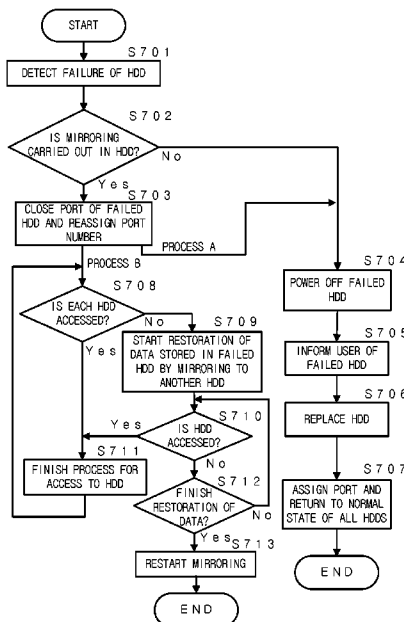 START
S701
DETECT FAILURE OF HDD
S702
IS MIRRORING
CARRIED OUT IN HDD?
No
Yes
S703
CLOSE PORT OF FAILED
HDD AND REASSIGN PORT
NUMBER
PROCESS A
PROCESS B
S704
POWER OFF FAILED
HDD
S705
INFORM USER OF
FAILED HDD
S706
REPLACE HDD
S707
ASSIGN PORT AND
RETURN TO NORMAL
STATE OF ALL HDDS
END
S708
IS EACH HDD
ACCESSED?
No
Yes
S709
START RESTORATION OF
DATA STORED IN FAILED
HDD BY MIRRORING TO
ANOTHER HDD
S710
IS HDD
ACCESSED?
Yes
No
S711
FINISH PROCESS FOR
ACCESS TO HDD
S712
FINISH
RESTORATION OF
DATA?
No
Yes
S713
RESTART MIRRORING
END